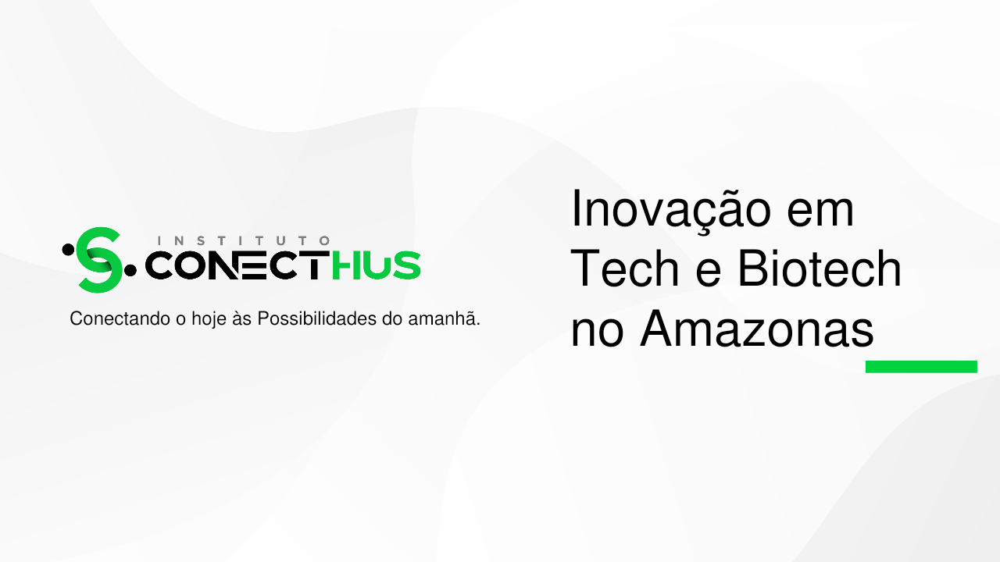 INSTITUTO
CONECTHUS
Conectando o hoje às Possibilidades do amanhã.
Inovação em
Tech e Biotech
no Amazonas